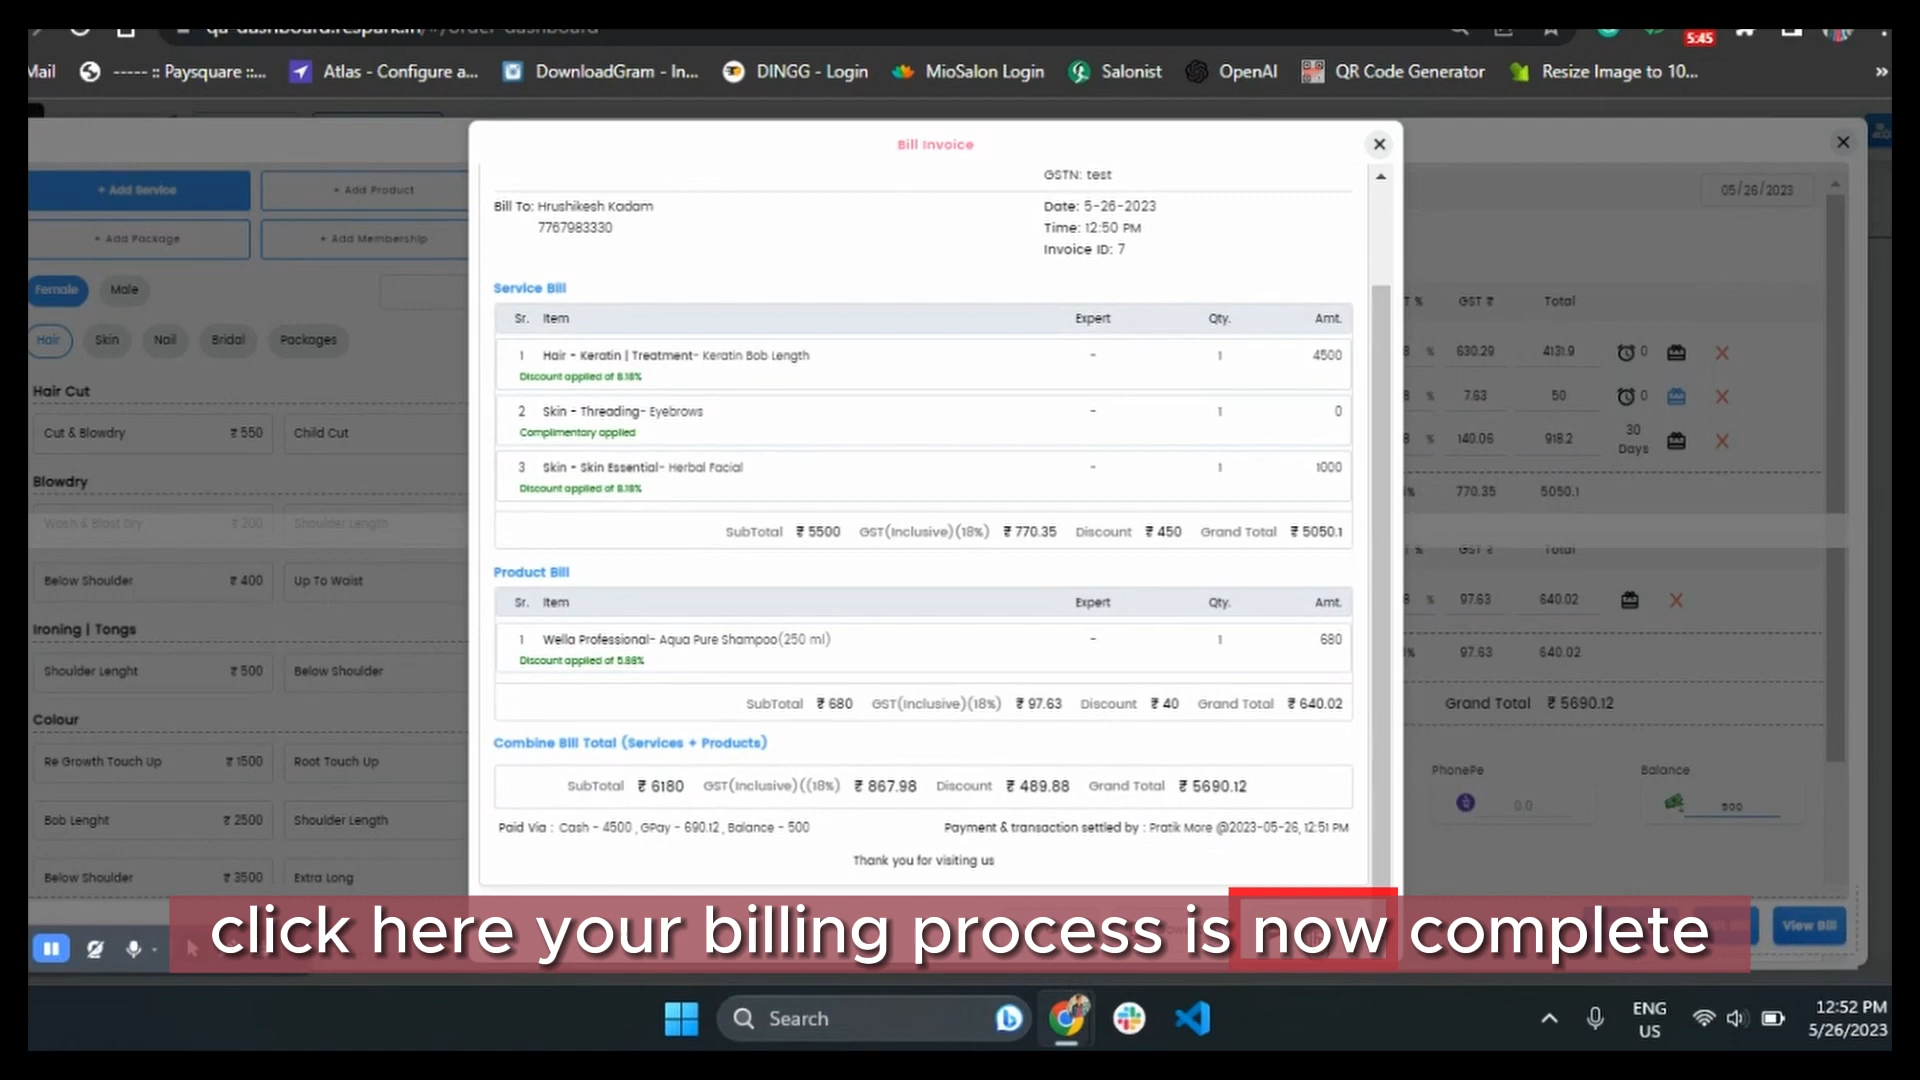 5:45
Mail ----- :: Paysquare ::... Atlas - Configure a... DownloadGram - In... DINGG - Login MioSalon Login Salonist OpenAI QR Code Generator Resize Image to 10... »
Bill Invoice
+ Add Service + Add Product
+ Add Package + Add Membership
Female Male
Hair Skin Nail Bridal Packages
Hair Cut
Cut & Blowdry ₹ 550 Child Cut
Blowdry
Wash & Blast Dry ₹ 200 Shoulder Length
Below Shoulder ₹ 400 Up To Waist
Ironing | Tongs
Shoulder Lenght ₹ 500 Below Shoulder
Colour
Re Growth Touch Up ₹ 1500 Root Touch Up
Bob Lenght ₹ 2500 Shoulder Length
Below Shoulder ₹ 3500 Extra Long
GSTN: test
Bill To: Hrushikesh Kadam
7767983330
Date: 5-26-2023
Time: 12:50 PM
Invoice ID: 7
Service Bill
Sr. Item Expert Qty. Amt.
1 Hair - Keratin | Treatment- Keratin Bob Length - 1 4500
Discount applied of 8.18%
2 Skin - Threading- Eyebrows - 1 0
Complimentary applied
3 Skin - Skin Essential- Herbal Facial - 1 1000
Discount applied of 8.18%
SubTotal ₹ 5500 GST(Inclusive)(18%) ₹ 770.35 Discount ₹ 450 Grand Total ₹ 5050.1
Product Bill
Sr. Item Expert Qty. Amt.
1 Wella Professional- Aqua Pure Shampoo(250 ml) - 1 680
Discount applied of 5.88%
SubTotal ₹ 680 GST(Inclusive)(18%) ₹ 97.63 Discount ₹ 40 Grand Total ₹ 640.02
Combine Bill Total (Services + Products)
SubTotal ₹ 6180 GST(Inclusive)((18%) ₹ 867.98 Discount ₹ 489.88 Grand Total ₹ 5690.12
Paid Via : Cash - 4500 , GPay - 690.12 , Balance - 500 Payment & transaction settled by : Pratik More @2023-05-26, 12:51 PM
Thank you for visiting us
05/26/2023
% GST ₹ Total
% 630.29 4131.9 0
% 7.63 50 0
% 140.06 918.2 30 Days
770.35 5050.1
GST ₹ Total
% 97.63 640.02
97.63 640.02
Grand Total ₹ 5690.12
PhonePe Balance
0.0 500
View Bill
click here your billing process is now complete
Search
ENG
US
12:52 PM
5/26/2023